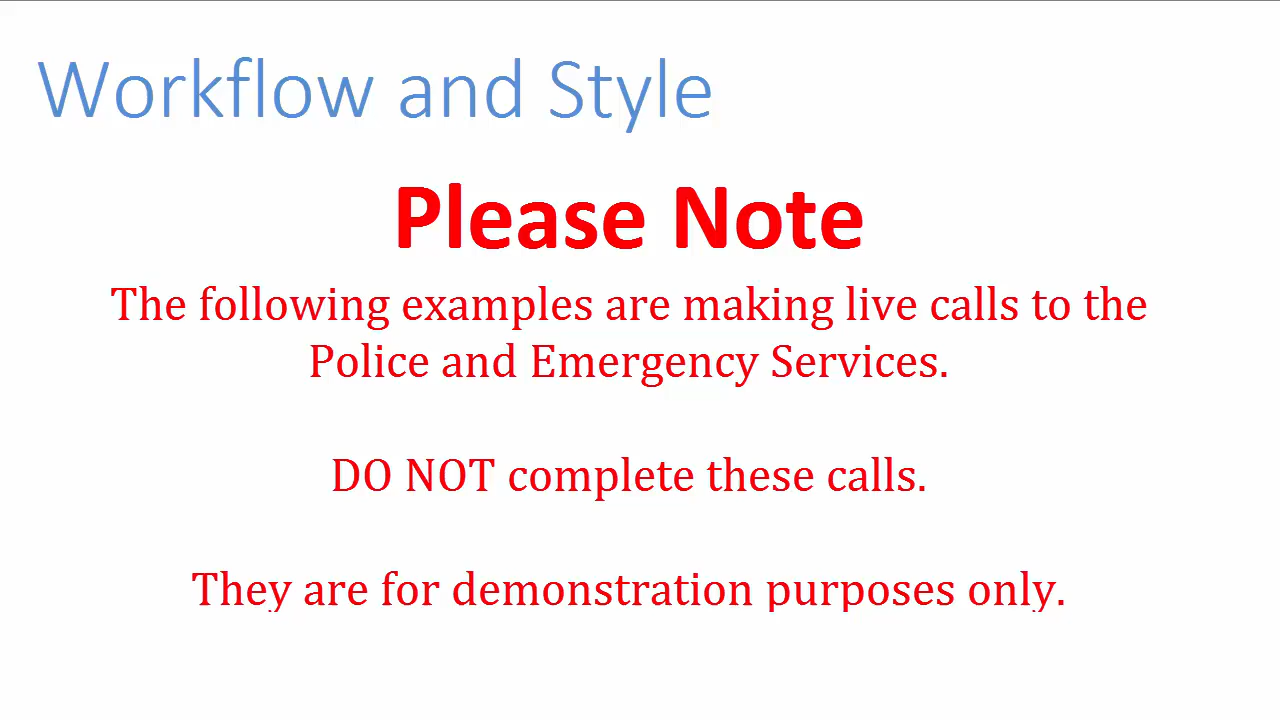 Workflow and Style
Please Note
The following examples are making live calls to the
Police and Emergency Services.
DO NOT complete these calls.
They are for demonstration purposes only.